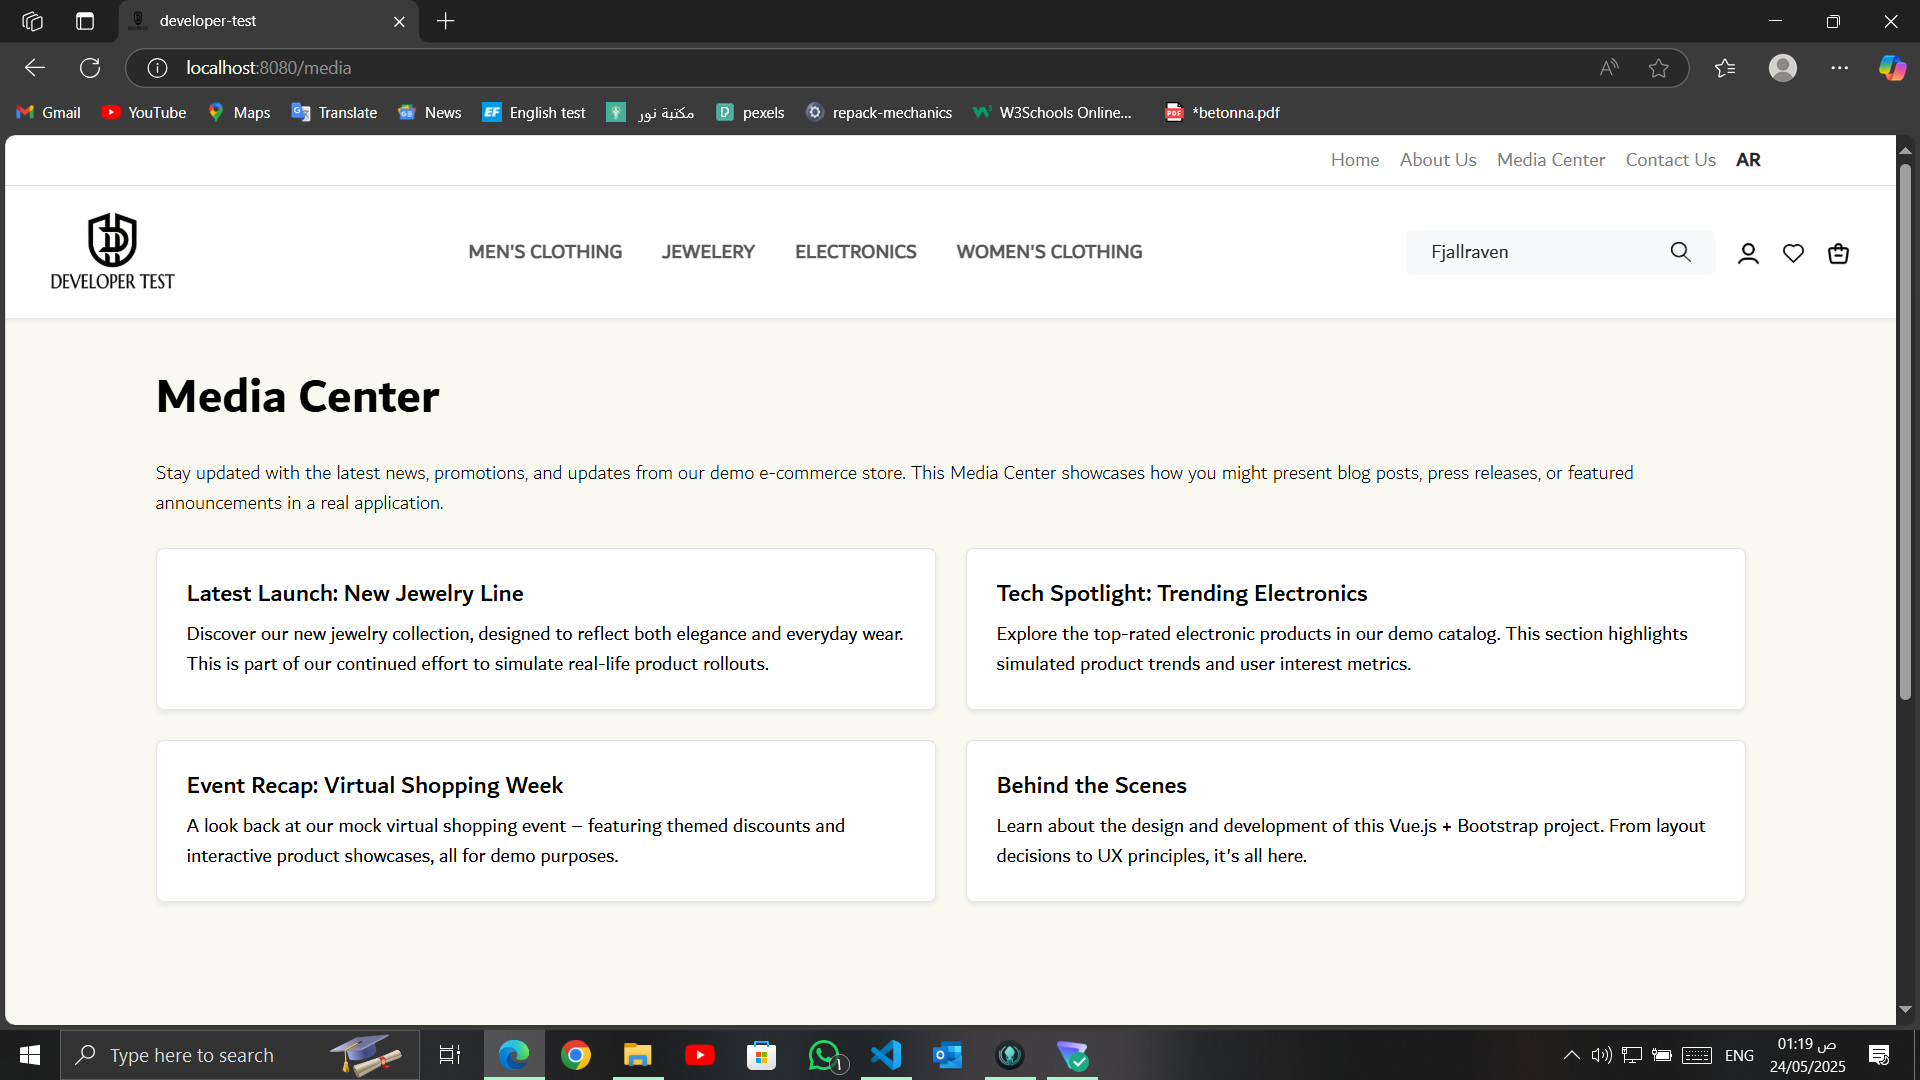 developer-test
localhost:8080/media
Gmail
YouTube
Maps
Translate
News
EF
English test
مكتبة نور
pexels
repack-mechanics
W3Schools Online...
PDF
*betonna.pdf
Home
About Us
Media Center
Contact Us
AR
DEVELOPER TEST
MEN'S CLOTHING
JEWELERY
ELECTRONICS
WOMEN'S CLOTHING
Fjallraven
Media Center
Stay updated with the latest news, promotions, and updates from our demo e-commerce store. This Media Center showcases how you might present blog posts, press releases, or featured
announcements in a real application.
Latest Launch: New Jewelry Line
Discover our new jewelry collection, designed to reflect both elegance and everyday wear.
This is part of our continued effort to simulate real-life product rollouts.
Tech Spotlight: Trending Electronics
Explore the top-rated electronic products in our demo catalog. This section highlights
simulated product trends and user interest metrics.
Event Recap: Virtual Shopping Week
A look back at our mock virtual shopping event – featuring themed discounts and
interactive product showcases, all for demo purposes.
Behind the Scenes
Learn about the design and development of this Vue.js + Bootstrap project. From layout
decisions to UX principles, it's all here.
Type here to search
ENG
01:19 ص
24/05/2025